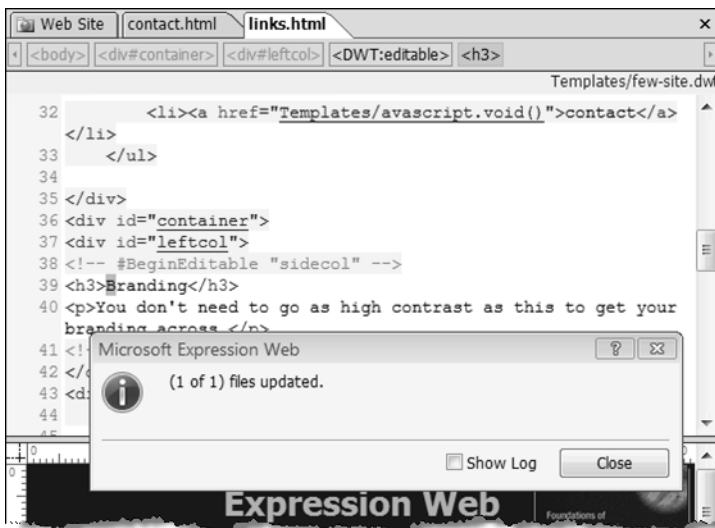 Web Site contact.html links.html
<body> <div#container> <div#leftcol> <DWT:editable> <h3>
Templates/few-site.dwt
32 <li><a href="Templates/avascript.void()">contact</a>
</li>
33 </ul>
34
35 </div>
36 <div id="container">
37 <div id="leftcol">
38 <!-- #BeginEditable "sidecol" -->
39 <h3>Branding</h3>
40 <p>You don't need to go as high contrast as this to get your
branding across.</p>
41 <!
42 </
43 <d
44
45
Microsoft Expression Web
(1 of 1) files updated.
Show Log Close
0 0
Expression Web
Foundations of